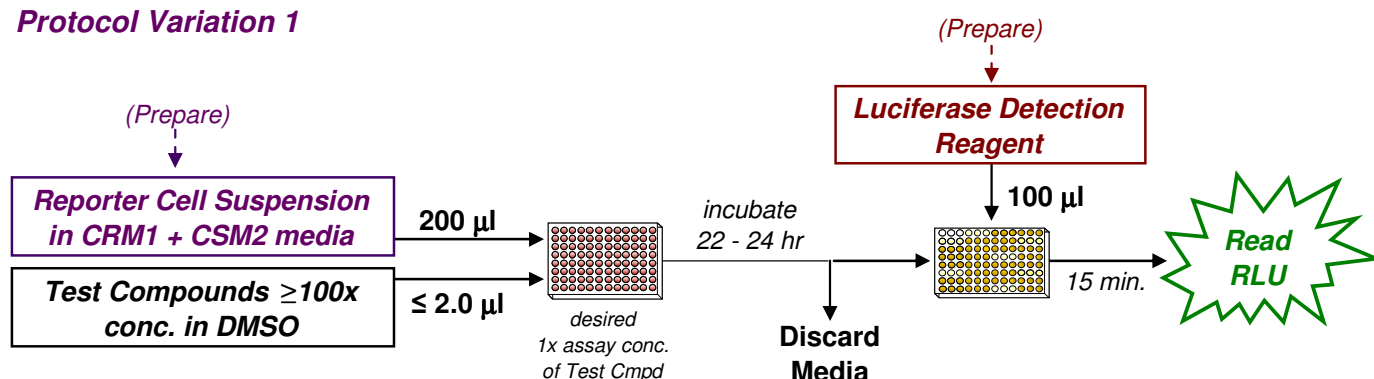 Protocol Variation 1
(Prepare)
Reporter Cell Suspension
in CRM1 + CSM2 media
200 µl
Test Compounds ≥100x
conc. in DMSO
≤ 2.0 µl
desired
1x assay conc.
of Test Cmpd
incubate
22 - 24 hr
Discard
Media
(Prepare)
Luciferase Detection
Reagent
100 µl
15 min.
Read
RLU